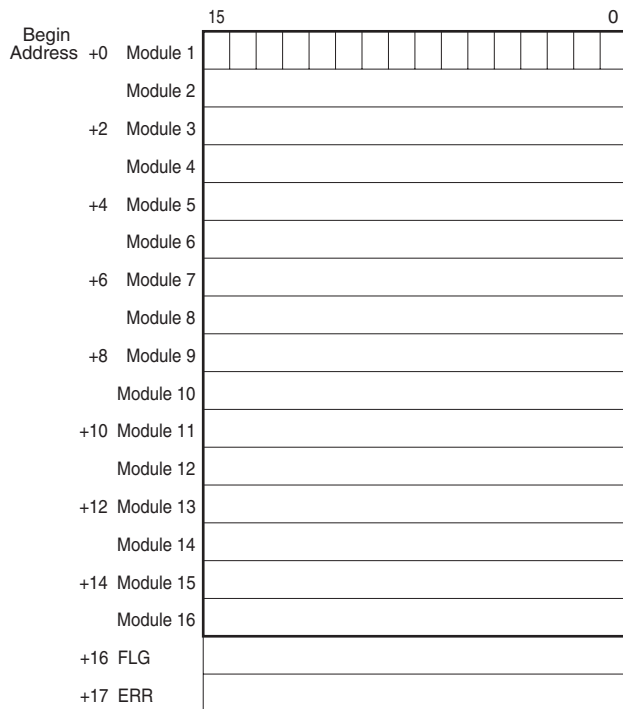 15 0
Begin
Address +0 Module 1
Module 2
+2 Module 3
Module 4
+4 Module 5
Module 6
+6 Module 7
Module 8
+8 Module 9
Module 10
+10 Module 11
Module 12
+12 Module 13
Module 14
+14 Module 15
Module 16
+16 FLG
+17 ERR